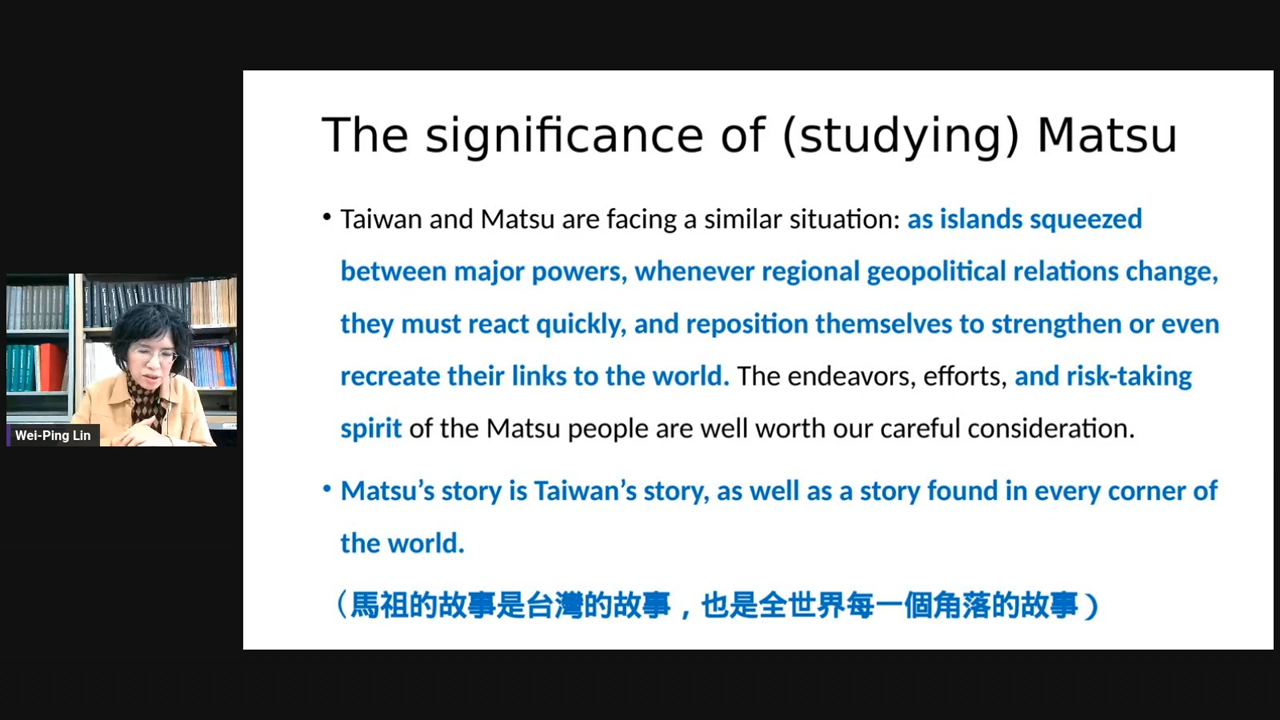 The significance of (studying) Matsu
• Taiwan and Matsu are facing a similar situation: as islands squeezed
between major powers, whenever regional geopolitical relations change,
they must react quickly, and reposition themselves to strengthen or even
recreate their links to the world. The endeavors, efforts, and risk-taking
spirit of the Matsu people are well worth our careful consideration.
• Matsu’s story is Taiwan’s story, as well as a story found in every corner of
the world.
（馬祖的故事是台灣的故事，也是全世界每一個角落的故事）
Wei-Ping Lin